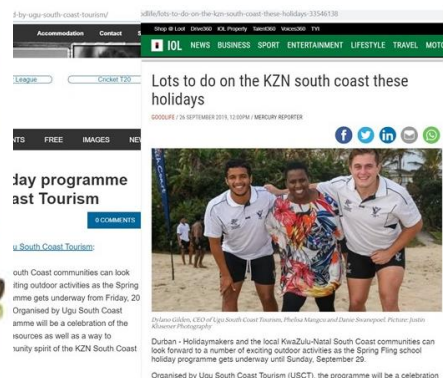 l-by-ugu-south-coast-tourism/
Accommodation Contact S
League Cricket T20
NTS FREE IMAGES NEW
day programme
ast Tourism
0 COMMENTS
u South Coast Tourism:
outh Coast communities can look
iting outdoor activities as the Spring
mme gets underway from Friday, 20
Organised by Ugu South Coast
amme will be a celebration of the
sources as well as a way to
unity spirit of the KZN South Coast
dlife/lots-to-do-on-the-kzn-south-coast-these-holidays-33546138
Shop @ Loot Drive360 IOL Property Talent360 Voices360 TYI
IOL NEWS BUSINESS SPORT ENTERTAINMENT LIFESTYLE TRAVEL MOTO
Lots to do on the KZN south coast these
holidays
GOODLIFE / 26 SEPTEMBER 2019, 12:00PM / MERCURY REPORTER
Dylano Gilden, CEO of Ugu South Coast Tourism, Phelisa Mangcu and Danie Swanepoel. Picture: Justin
Klusener Photography
Durban - Holidaymakers and the local KwaZulu-Natal South Coast communities can
look forward to a number of exciting outdoor activities as the Spring Fling school
holiday programme gets underway until Sunday, September 29.
Organised by Ugu South Coast Tourism (USCT), the programme will be a celebration